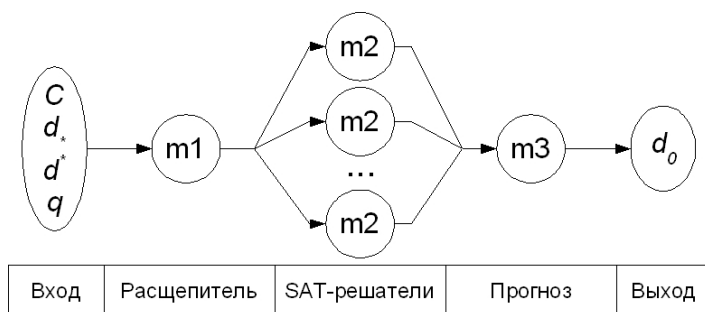 C
d*
d*
q
m1
m2
m2
...
m2
m3
d0
Вход
Расщепитель
SAT-решатели
Прогноз
Выход